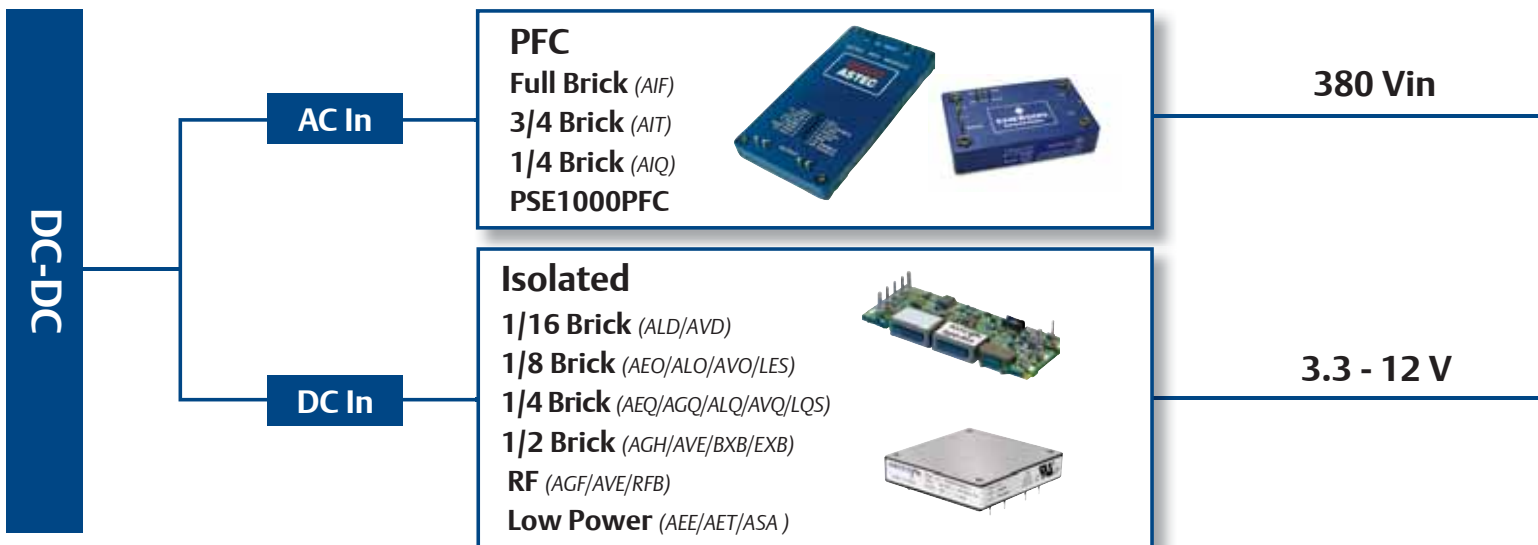 DC-DC
AC In
PFC
Full Brick (AIF)
3/4 Brick (AIT)
1/4 Brick (AIQ)
PSE1000PFC
ASTEC
EMERSON
380 Vin
DC In
Isolated
1/16 Brick (ALD/AVD)
1/8 Brick (AEO/ALO/AVO/LES)
1/4 Brick (AEQ/AGQ/ALQ/AVQ/LQS)
1/2 Brick (AGH/AVE/BXB/EXB)
RF (AGF/AVE/RFB)
Low Power (AEE/AET/ASA )
3.3 - 12 V